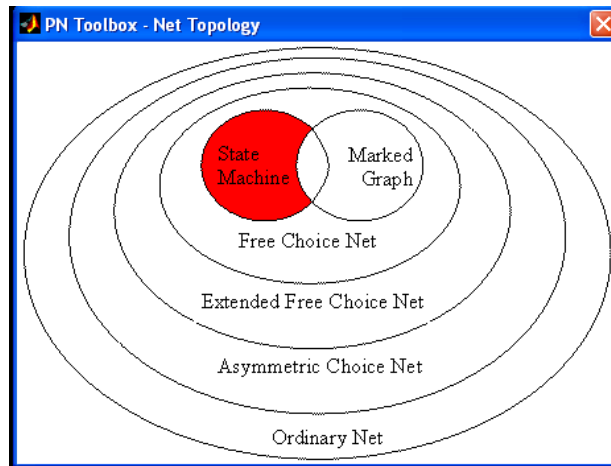 PN Toolbox - Net Topology
State
Machine
Marked
Graph
Free Choice Net
Extended Free Choice Net
Asymmetric Choice Net
Ordinary Net